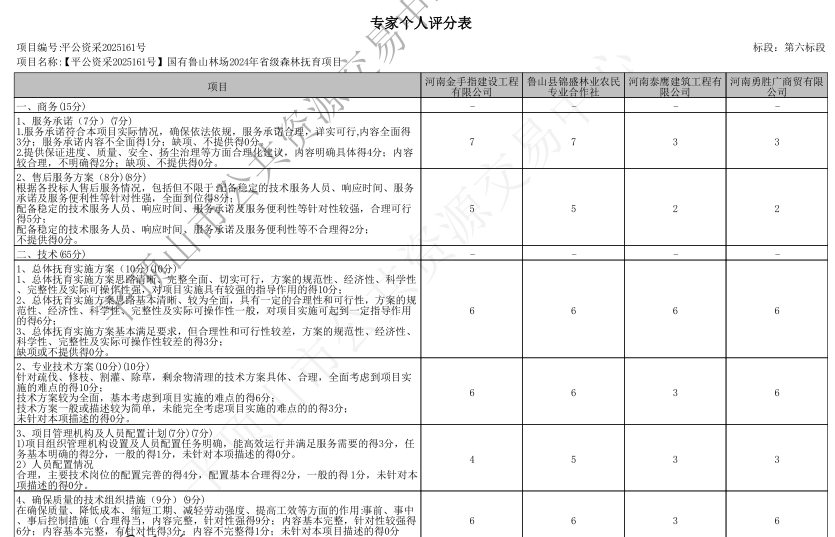 专家个人评分表
项目编号:平公资采2025161号
标段: 第六标段
项目名称:【平公资采2025161号】国有鲁山林场2024年省级森林抚育项目
项目
河南金手指建设工程
有限公司
鲁山县锦盛林业农民
专业合作社
河南泰鹰建筑工程有
限公司
河南勇胜广商贸有限
公司
一、商务(15分)
– – – –
1、服务承诺（7分）(7分)
1.服务承诺符合本项目实际情况，确保依法依规，服务承诺合理、详实可行,内容全面得
3分；服务承诺内容不全面得1分；缺项、不提供得0分。
2.提供保证进度、质量、安全、扬尘治理等方面合理化建议，内容明确具体得4分；内容
较合理，不明确得2分；缺项、不提供得0分。
7 7 3 3
2、售后服务方案（8分)(8分)
根据各投标人售后服务情况，包括但不限于:配备稳定的技术服务人员、响应时间、服务
承诺及服务便利性等针对性强，全面到位得8分；
配备稳定的技术服务人员、响应时间、服务承诺及服务便利性等针对性较强，合理可行
得5分；
配备稳定的技术服务人员、响应时间、服务承诺及服务便利性等不合理得2分；
不提供得0分。
5 5 2 2
二、技术(65分)
– – – –
1、总体抚育实施方案（10分)(10分)
1、总体抚育实施方案思路清晰、完整全面、切实可行，方案的规范性、经济性、科学性
、完整性及实际可操作性强，对项目实施具有较强的指导作用的得10分；
2、总体抚育实施方案思路基本清晰、较为全面，具有一定的合理性和可行性，方案的规
范性、经济性、科学性、完整性及实际可操作性一般，对项目实施可起到一定指导作用
的得6分；
3、总体抚育实施方案基本满足要求，但合理性和可行性较差，方案的规范性、经济性、
科学性、完整性及实际可操作性较差的得3分；
缺项或不提供得0分。
6 6 6 6
2、专业技术方案(10分)(10分)
针对疏伐、修枝、割灌、除草，剩余物清理的技术方案具体、合理，全面考虑到项目实
施的难点的得10分；
技术方案较为全面，基本考虑到项目实施的难点的得6分；
技术方案一般或描述较为简单，未能完全考虑项目实施的难点的的得3分；
未针对本项描述的得0分。
6 6 3 6
3、项目管理机构及人员配置计划(7分)(7分)
1)项目组织管理机构设置及人员配置任务明确，能高效运行并满足服务需要的得3分，任
务基本明确的得2分，一般的得1分，未针对本项描述的得0分。
2）人员配置情况
合理，主要技术岗位的配置完善的得4分，配置基本合理得2分，一般的得 1分，未针对本
项描述的得0分。
4 5 3 3
4、确保质量的技术组织措施（9分）(9分)
在确保质量、降低成本、缩短工期、减轻劳动强度、提高工效等方面的作用:事前、事中
、事后控制措施（合理得当，内容完整，针对性强得9分；内容基本完整，针对性较强得
6分；内容基本完整，有针对性得3分；内容不完整得1分；未针对本项目描述的得0分
6 6 3 6
平顶山市公共资源交易中心
平顶山市公共资源交易中心